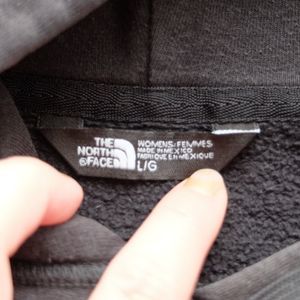 THE
NORTH
FACE
WOMENS/FEMMES
MADE IN MEXICO
FABRIQUE EN MEXIQUE
L/G